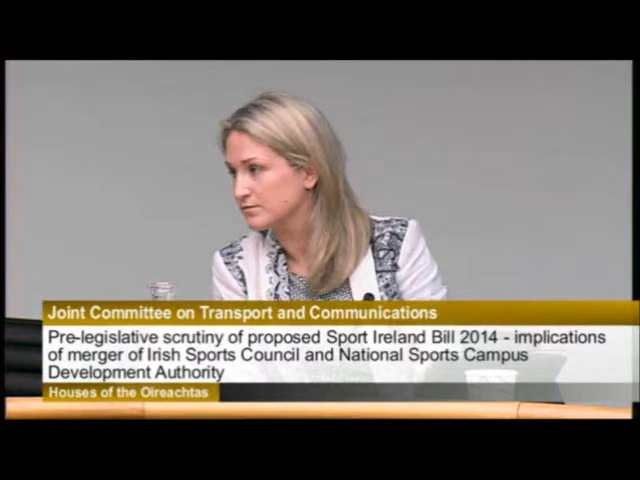 Joint Committee on Transport and Communications
Pre-legislative scrutiny of proposed Sport Ireland Bill 2014 - implications
of merger of Irish Sports Council and National Sports Campus
Development Authority
Houses of the Oireachtas